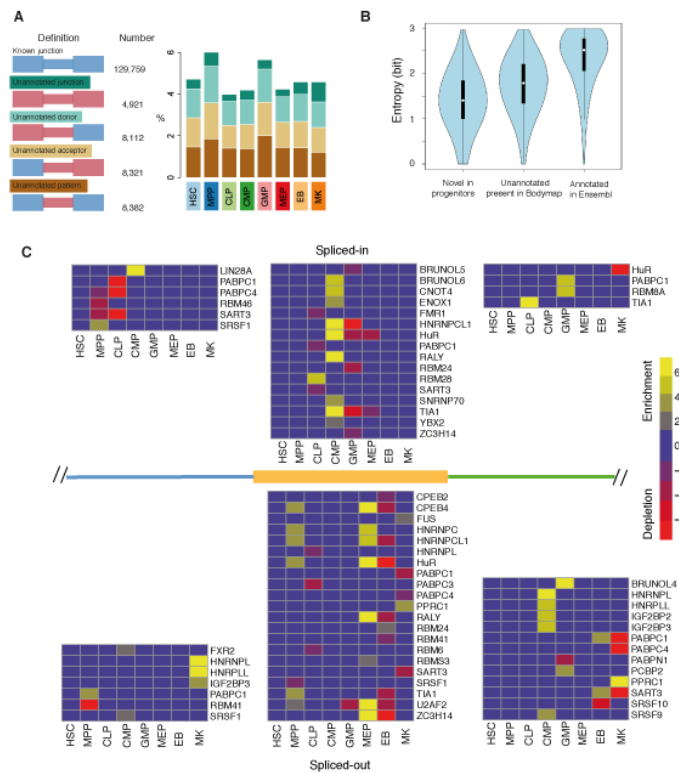 A
Definition
Number
Known junction
129,759
Unannotated junction
4,921
Unannotated donor
8,112
Unannotated acceptor
8,321
Unannotated pattern
8,382
6
4
2
0
%
HSC
MPP
CLP
CMP
GMP
MEP
EB
MK
B
Entropy (bit)
3
2
1
0
Novel in progenitors
Unannotated present in Bodymap
Annotated in Ensembl
C
Spliced-in
LIN28A
PABPC1
PABPC4
RBM46
SART3
SRSF1
HSC
MPP
CLP
CMP
GMP
MEP
EB
MK
BRUNOL5
BRUNOL6
CNOT4
ENOX1
FMR1
HNRNPCL1
HuR
PABPC1
RALY
RBM24
RBM28
SART3
SNRNP70
TIA1
YBX2
ZC3H14
HSC
MPP
CLP
CMP
GMP
MEP
EB
MK
HuR
PABPC1
RBM8A
TIA1
HSC
MPP
CLP
CMP
GMP
MEP
EB
MK
Enrichment
Depletion
6
4
2
0
//
//
FXR2
HNRNPL
HNRPLL
IGF2BP3
PABPC1
RBM41
SRSF1
HSC
MPP
CLP
CMP
GMP
MEP
EB
MK
CPEB2
CPEB4
FUS
HNRNPC
HNRNPCL1
HNRNPL
HuR
PABPC1
PABPC3
PABPC4
PPRC1
RALY
RBM24
RBM41
RBM6
RBMS3
SART3
SRSF1
TIA1
U2AF2
ZC3H14
HSC
MPP
CLP
CMP
GMP
MEP
EB
MK
BRUNOL4
HNRNPL
HNRPLL
IGF2BP2
IGF2BP3
PABPC1
PABPC4
PABPN1
PCBP2
PPRC1
SART3
SRSF10
SRSF9
HSC
MPP
CLP
CMP
GMP
MEP
EB
MK
Spliced-out